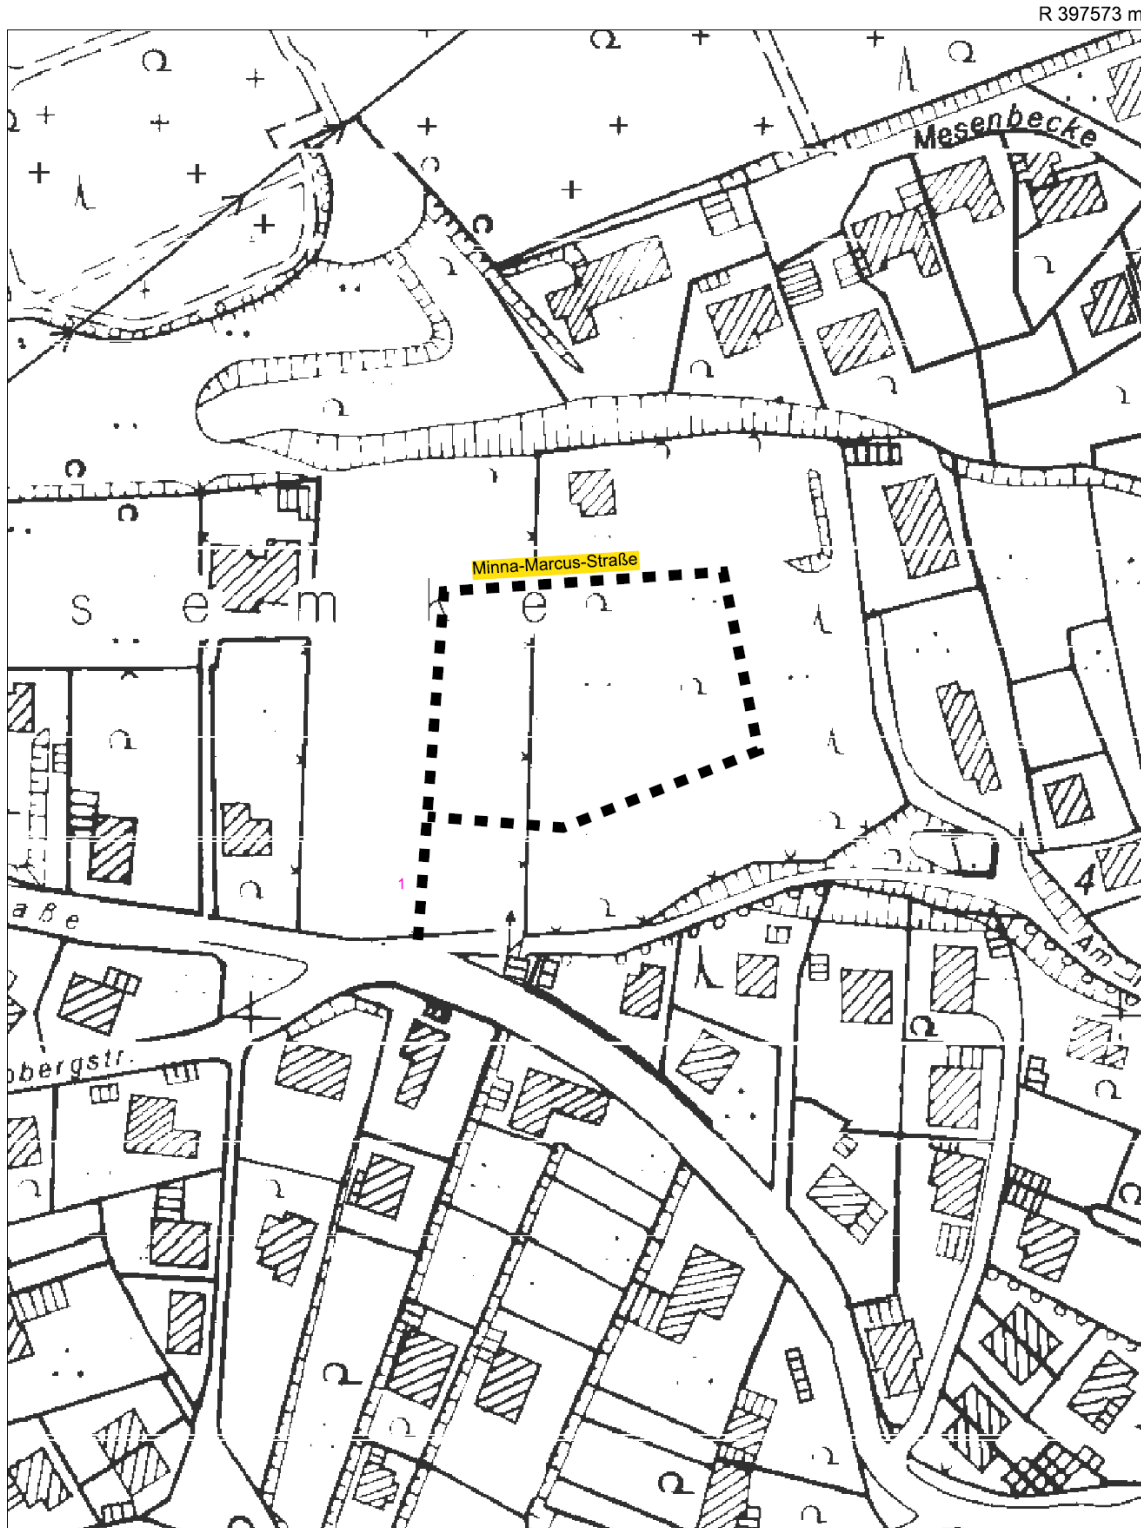 R 397573 m
Mesenbecke
Minna-Marcus-Straße
s e m k e
1
aße
4
Am
bergstr.